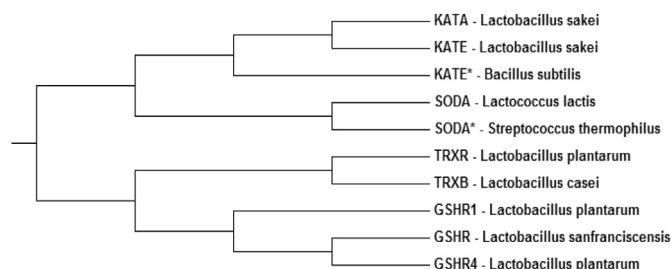 KATA - Lactobacillus sakei
KATE - Lactobacillus sakei
KATE* - Bacillus subtilis
SODA - Lactococcus lactis
SODA* - Streptococcus thermophilus
TRXR - Lactobacillus plantarum
TRXB - Lactobacillus casei
GSHR1 - Lactobacillus plantarum
GSHR - Lactobacillus sanfranciscensis
GSHR4 - Lactobacillus plantarum